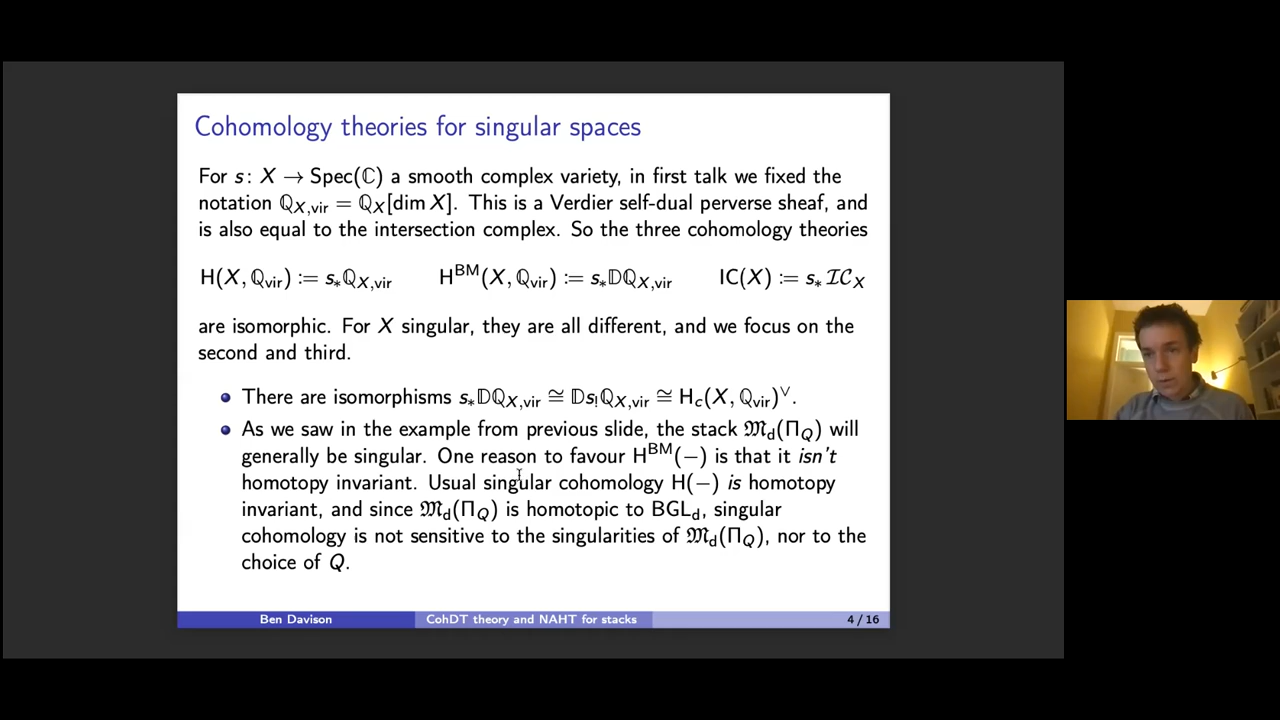 Cohomology theories for singular spaces
For s: X → Spec(ℂ) a smooth complex variety, in first talk we fixed the
notation ℚ_{X,vir} = ℚ_X[dim X]. This is a Verdier self-dual perverse sheaf, and
is also equal to the intersection complex. So the three cohomology theories
H(X, ℚ_{vir}) := s_*ℚ_{X,vir} H^{BM}(X, ℚ_{vir}) := s_*𝔻ℚ_{X,vir} IC(X) := s_*ℐ𝒞_X
are isomorphic. For X singular, they are all different, and we focus on the
second and third.
There are isomorphisms s_*𝔻ℚ_{X,vir} ≅ 𝔻s_!ℚ_{X,vir} ≅ H_c(X, ℚ_{vir})^∨.
As we saw in the example from previous slide, the stack 𝔐_d(Π_Q) will
generally be singular. One reason to favour H^{BM}(−) is that it isn't
homotopy invariant. Usual singular cohomology H(−) is homotopy
invariant, and since 𝔐_d(Π_Q) is homotopic to BGL_d, singular
cohomology is not sensitive to the singularities of 𝔐_d(Π_Q), nor to the
choice of Q.
Ben Davison CohDT theory and NAHT for stacks 4 / 16